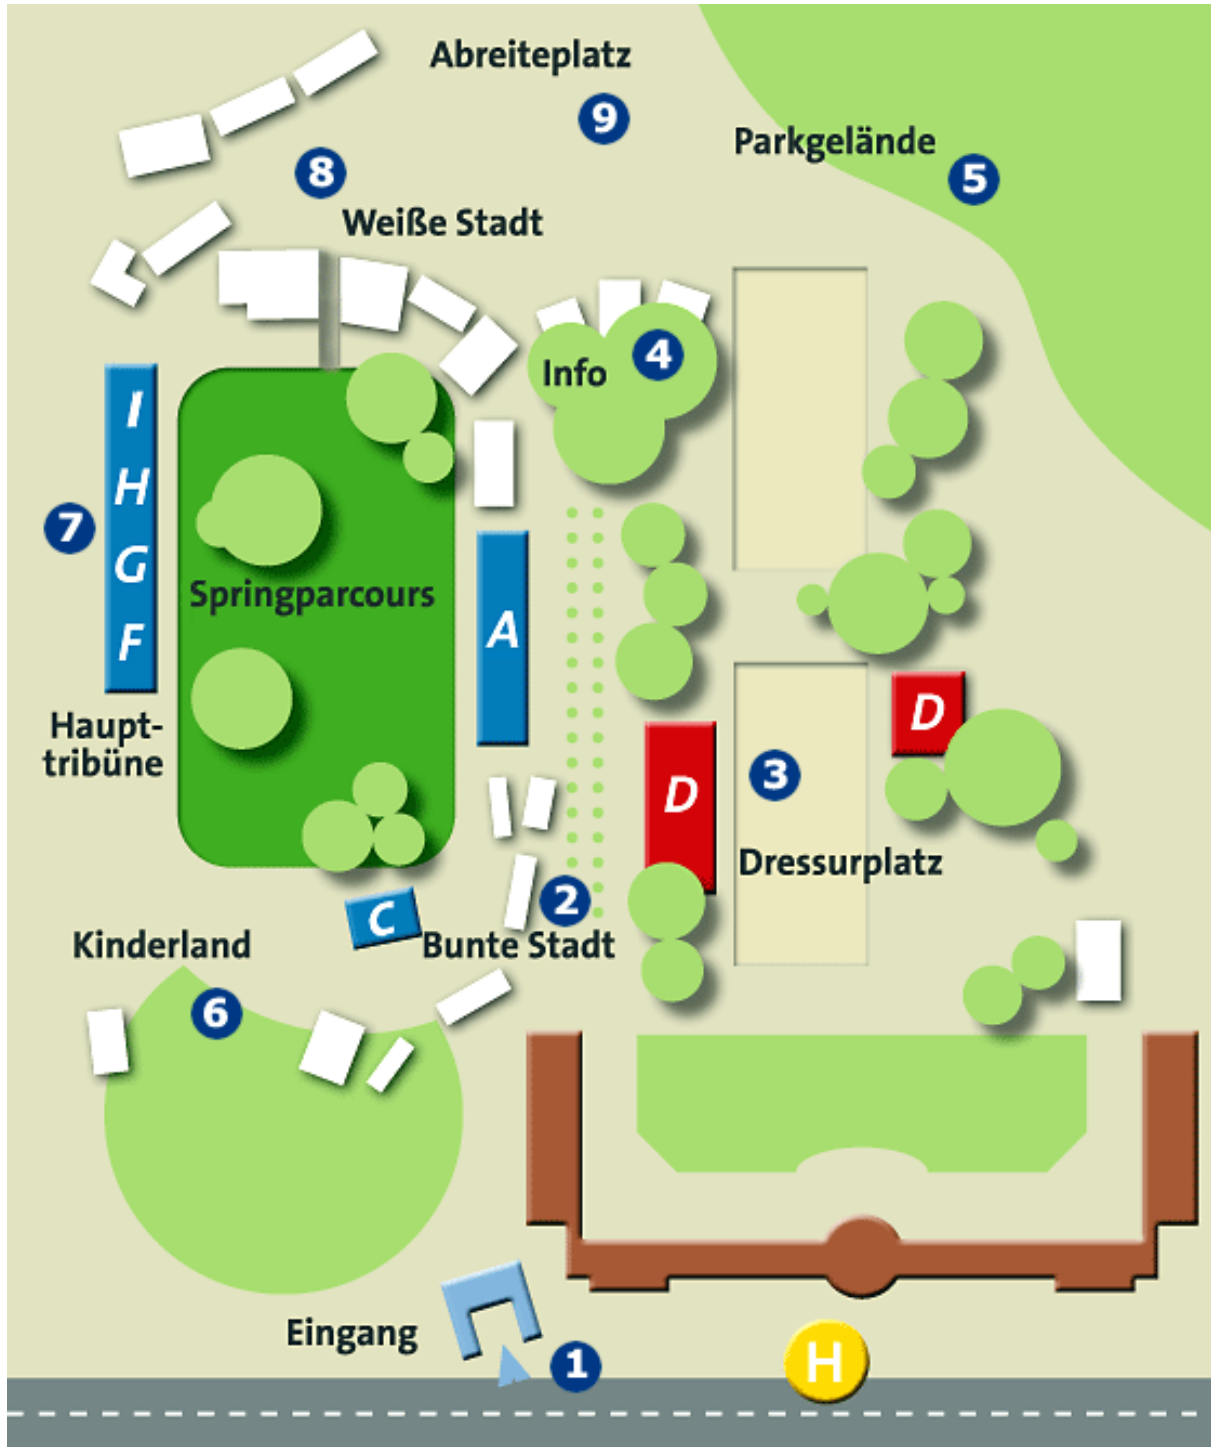 Abreiteplatz
9
Parkgelände
5
8
Weiße Stadt
4
Info
I
H
G
F
7
Springparcours
A
Haupt-
tribüne
D
D
3
Dressurplatz
C
2
Kinderland
Bunte Stadt
6
Eingang
1
H